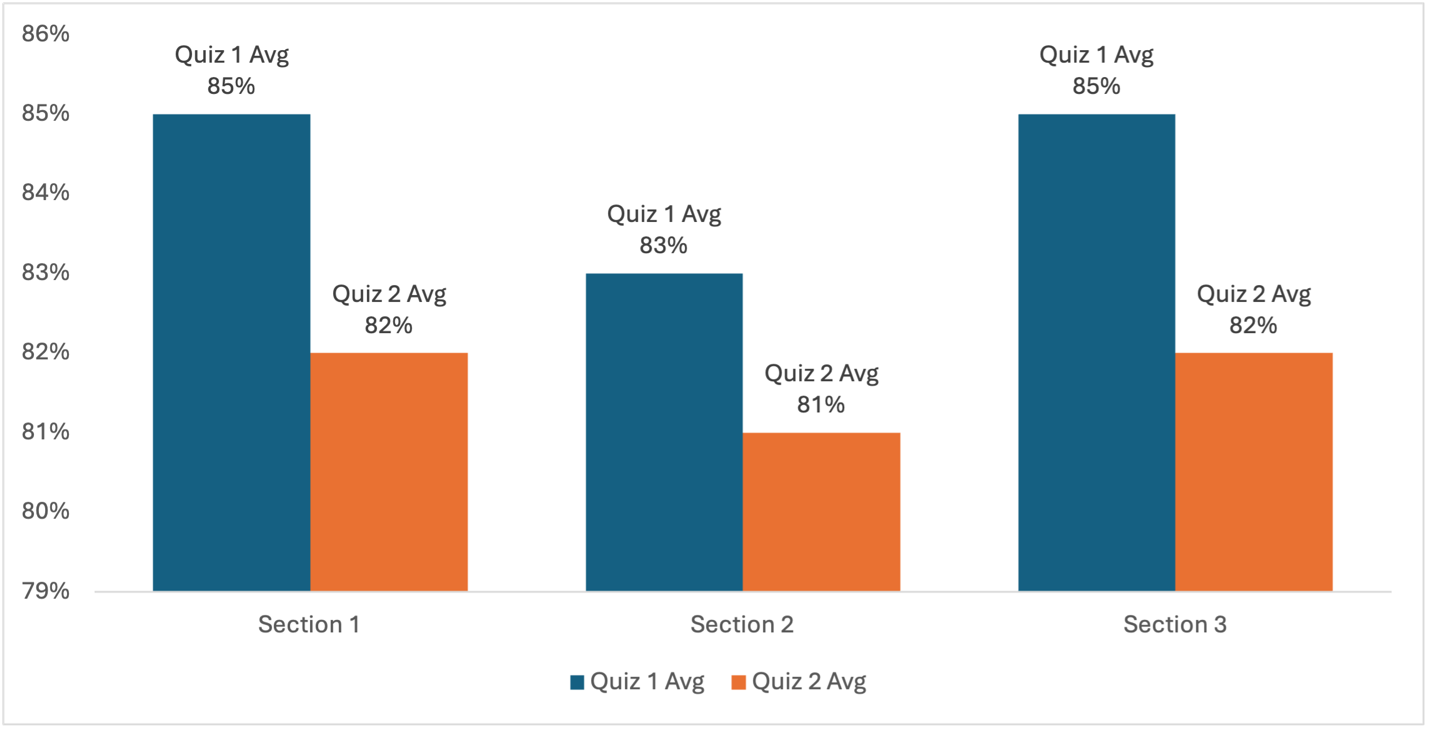 86%
85%
84%
83%
82%
81%
80%
79%
Quiz 1 Avg
85%
Quiz 2 Avg
82%
Quiz 1 Avg
83%
Quiz 2 Avg
81%
Quiz 1 Avg
85%
Quiz 2 Avg
82%
Section 1
Section 2
Section 3
Quiz 1 Avg
Quiz 2 Avg